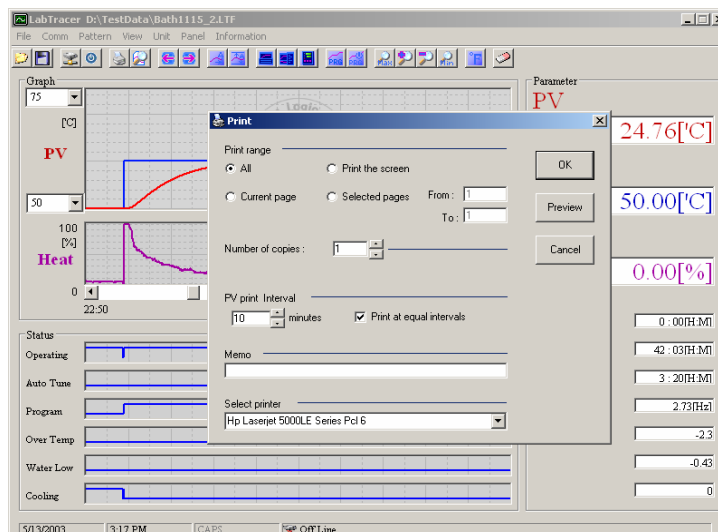 LabTracer D:\TestData\Bath1115_2.LTF
File Comm Pattern View Unit Panel Information
Graph
75
['C]
PV
50
100
[%]
Heat
0
22:50
Status
Operating
Auto Tune
Program
Over Temp
Water Low
Cooling
Print
Print range
All
Print the screen
Current page
Selected pages
From : 1
To : 1
Number of copies : 1
PV print Interval
10 minutes
Print at equal intervals
Memo
Select printer
Hp Laserjet 5000LE Series Pcl 6
OK
Preview
Cancel
Parameter
PV
24.76['C]
50.00['C]
0.00[%]
0 : 00[H:M]
42 : 03[H:M]
3 : 20[H:M]
2.73[Hz]
-2.3
-0.43
0
5/13/2003 3:17 PM CAPS Off Line